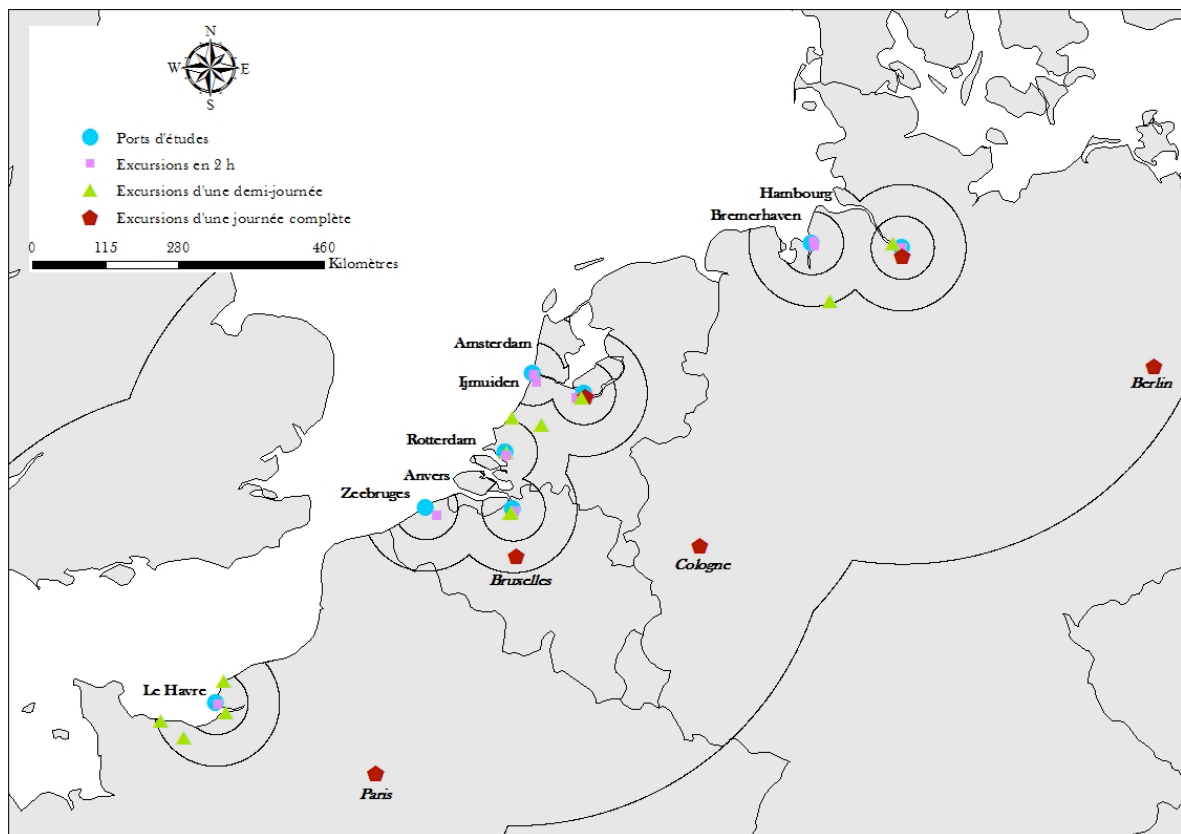 N
W E
S
Ports d'études
Excursions en 2 h
Excursions d'une demi-journée
Excursions d'une journée complète
0 115 230 460
Kilomètres
Hambourg
Bremerhaven
Amsterdam
Ijmuiden
Berlin
Rotterdam
Anvers
Zeebruges
Cologne
Bruxelles
Le Havre
Paris